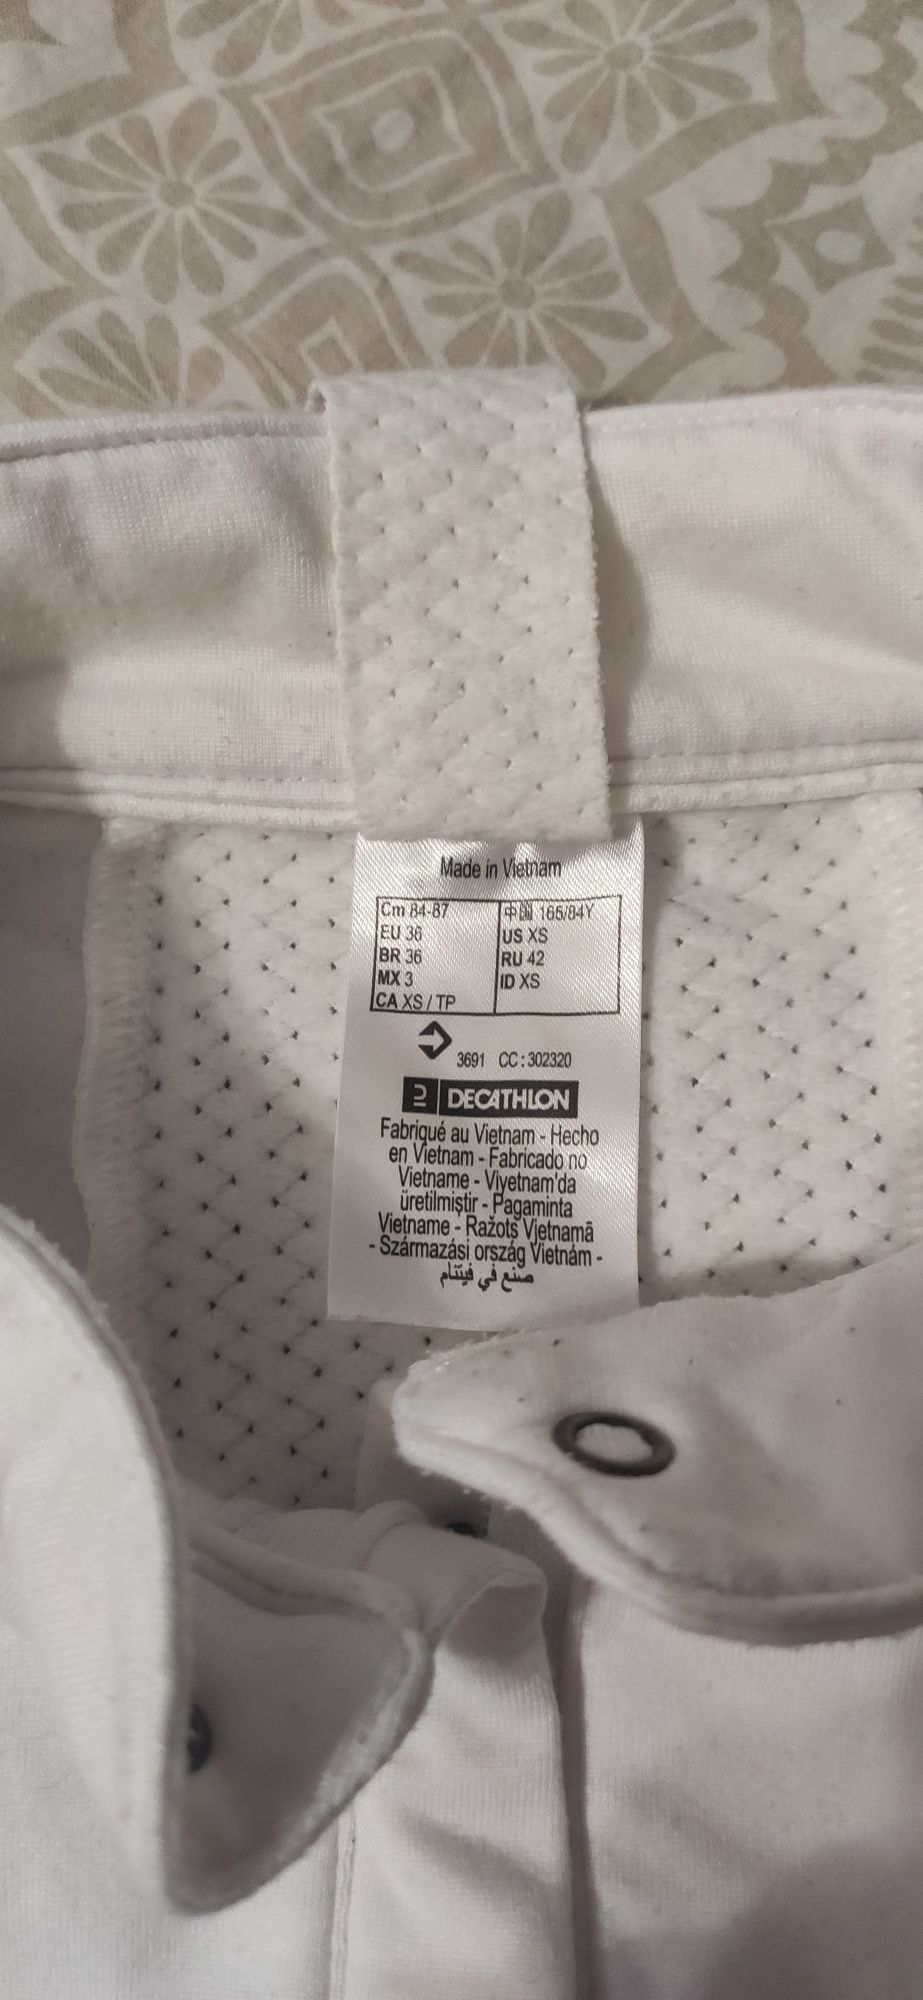 Made in Vietnam
Cm 84-87
EU 36
BR 36
MX 3
CA XS / TP
中国 165/84Y
US XS
RU 42
ID XS
3691 CC : 302320
DECATHLON
Fabriqué au Vietnam - Hecho
en Vietnam - Fabricado no
Vietname - Viyetnam'da
üretilmiştir - Pagaminta
Vietname - Ražots Vjetnamā
- Származási ország Vietnám -
صنع في فيتنام